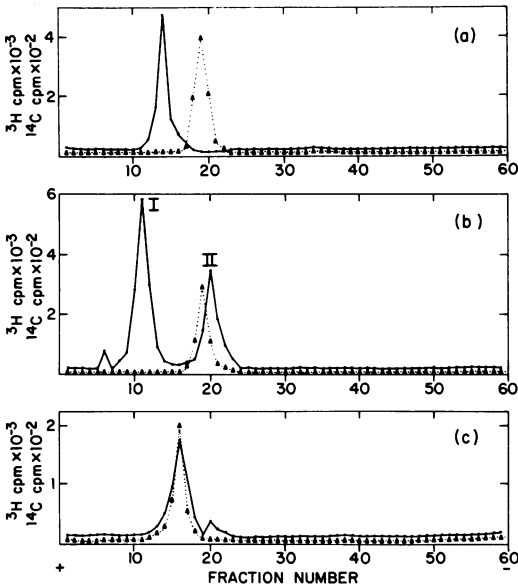 (a)
³H cpm×10⁻³
¹⁴C cpm×10⁻²
4
2
10 20 30 40 50 60
(b)
³H cpm×10⁻³
¹⁴C cpm×10⁻²
6
4
2
I
II
10 20 30 40 50 60
(c)
³H cpm×10⁻³
¹⁴C cpm×10⁻²
2
1
10 20 30 40 50 60
+ FRACTION NUMBER −